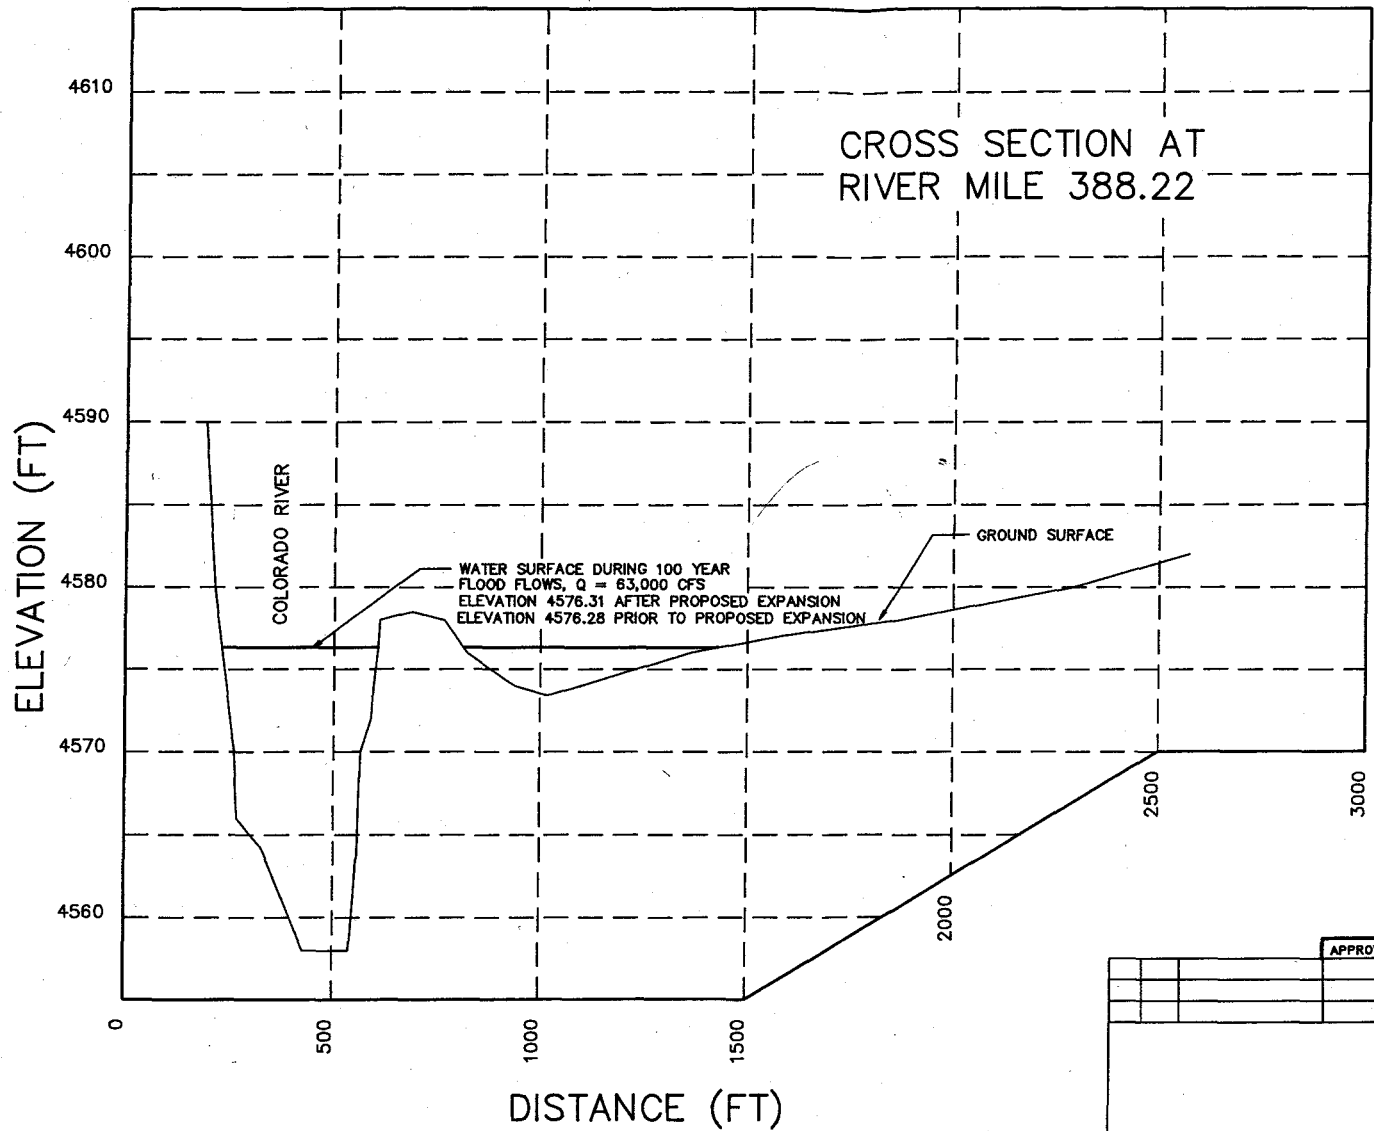 4610
CROSS SECTION AT
RIVER MILE 388.22
4600
4590
ELEVATION (FT)
COLORADO RIVER
GROUND SURFACE
WATER SURFACE DURING 100 YEAR
FLOOD FLOWS, Q = 63,000 CFS
ELEVATION 4576.31 AFTER PROPOSED EXPANSION
ELEVATION 4576.28 PRIOR TO PROPOSED EXPANSION
4580
4570
4560
0
500
1000
1500
2000
2500
3000
DISTANCE (FT)
APPRO